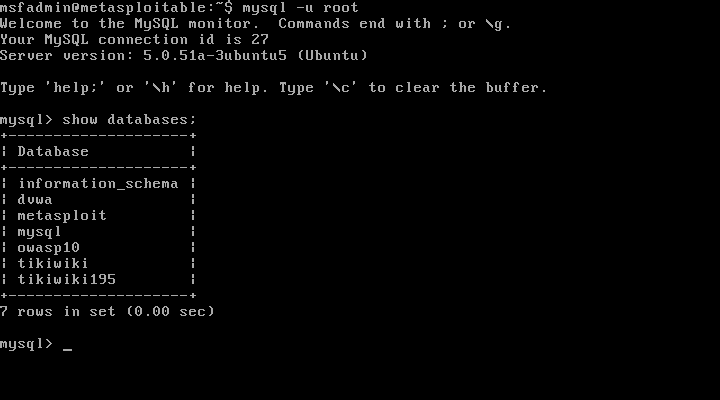 msfadmin@metasploitable:~$ mysql -u root
Welcome to the MySQL monitor.  Commands end with ; or \g.
Your MySQL connection id is 27
Server version: 5.0.51a-3ubuntu5 (Ubuntu)

Type 'help;' or '\h' for help. Type '\c' to clear the buffer.

mysql> show databases;
+--------------------+
| Database           |
+--------------------+
| information_schema |
| dvwa               |
| metasploit         |
| mysql              |
| owasp10            |
| tikiwiki           |
| tikiwiki195        |
+--------------------+
7 rows in set (0.00 sec)

mysql> _